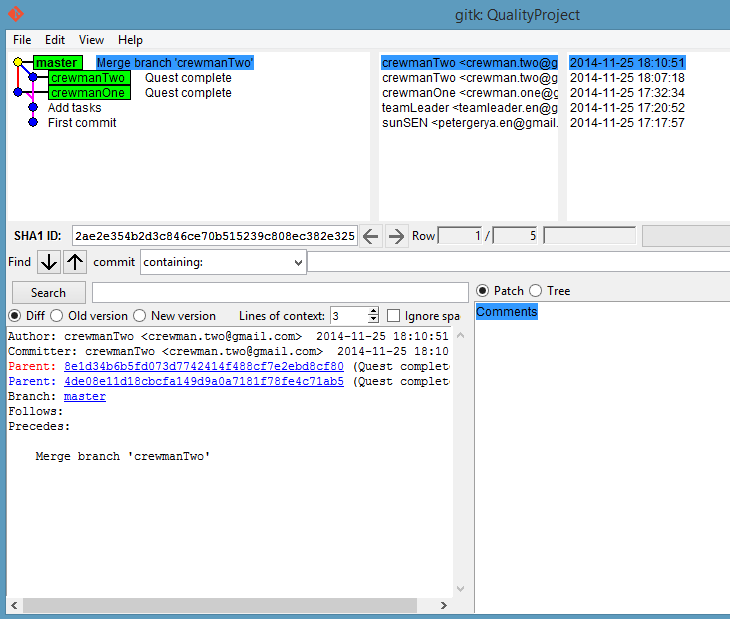 gitk: QualityProject
File Edit View Help
master Merge branch 'crewmanTwo' crewmanTwo <crewman.two@g 2014-11-25 18:10:51
crewmanTwo Quest complete crewmanTwo <crewman.two@g 2014-11-25 18:07:18
crewmanOne Quest complete crewmanOne <crewman.one@g 2014-11-25 17:32:34
Add tasks teamLeader <teamleader.en@g 2014-11-25 17:20:52
First commit sunSEN <petergerya.en@gmail. 2014-11-25 17:17:57
SHA1 ID: 2ae2e354b2d3c846ce70b515239c808ec382e325 Row 1 / 5
Find commit containing:
Search
Diff Old version New version Lines of context: 3 Ignore spa
Patch Tree
Comments
Author: crewmanTwo <crewman.two@gmail.com> 2014-11-25 18:10:51
Committer: crewmanTwo <crewman.two@gmail.com> 2014-11-25 18:10
Parent: 8e1d34b6b5fd073d7742414f488cf7e2ebd8cf80 (Quest complet
Parent: 4de08e11d18cbcfa149d9a0a7181f78fe4c71ab5 (Quest complet
Branch: master
Follows:
Precedes:
Merge branch 'crewmanTwo'